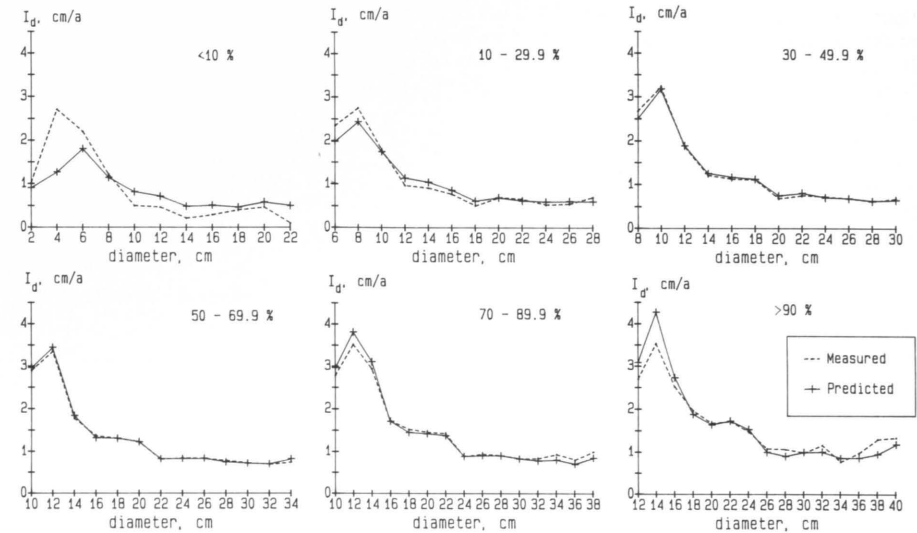 I_d, cm/a
<10 %
4
3
2
1
0
2 4 6 8 10 12 14 16 18 20 22
diameter, cm
I_d, cm/a
10 - 29.9 %
4
3
2
1
0
6 8 10 12 14 16 18 20 22 24 26 28
diameter, cm
I_d, cm/a
30 - 49.9 %
4
3
2
1
0
8 10 12 14 16 18 20 22 24 26 28 30
diameter, cm
I_d, cm/a
50 - 69.9 %
4
3
2
1
0
10 12 14 16 18 20 22 24 26 28 30 32 34
diameter, cm
I_d, cm/a
70 - 89.9 %
4
3
2
1
0
10 12 14 16 18 20 22 24 26 28 30 32 34 36 38
diameter, cm
I_d, cm/a
>90 %
4
3
2
1
0
12 14 16 18 20 22 24 26 28 30 32 34 36 38 40
diameter, cm
Measured
Predicted